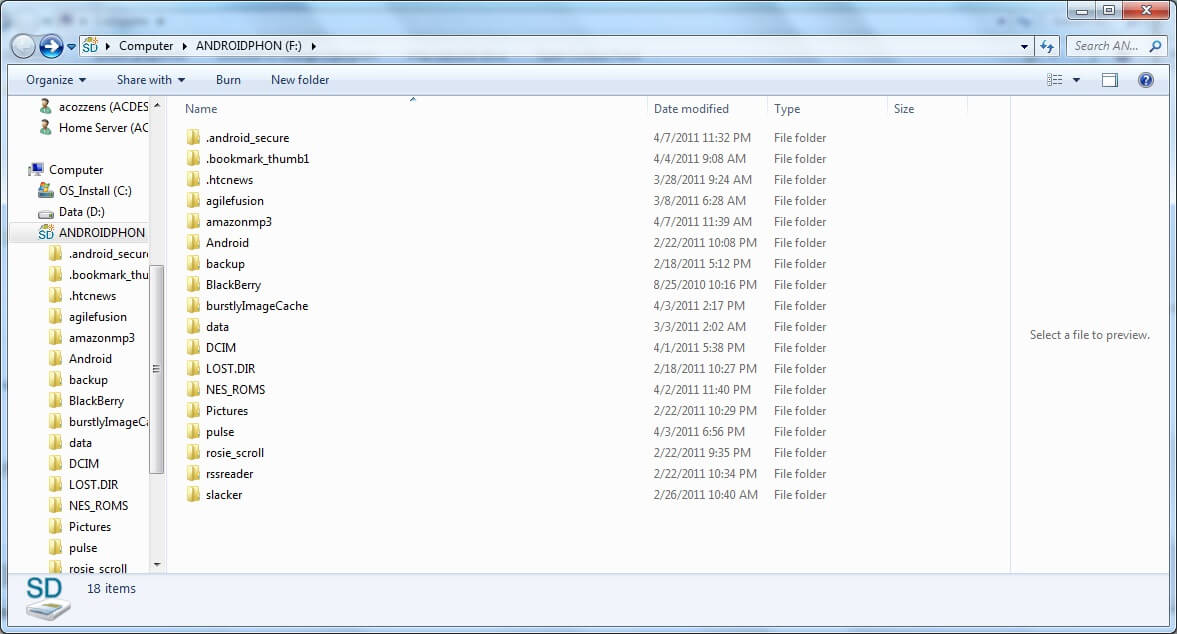 SD Computer ANDROIDPHON (F:) Search AN...
Organize Share with Burn New folder
acozzens (ACDES
Home Server (AC
Computer
OS_Install (C:)
Data (D:)
SD ANDROIDPHON
.android_secure
.bookmark_thu
.htcnews
agilefusion
amazonmp3
Android
backup
BlackBerry
burstlyImageCa
data
DCIM
LOST.DIR
NES_ROMS
Pictures
pulse
rosie_scroll
Name Date modified Type Size
.android_secure 4/7/2011 11:32 PM File folder
.bookmark_thumb1 4/4/2011 9:08 AM File folder
.htcnews 3/28/2011 9:24 AM File folder
agilefusion 3/8/2011 6:28 AM File folder
amazonmp3 4/7/2011 11:39 AM File folder
Android 2/22/2011 10:08 PM File folder
backup 2/18/2011 5:12 PM File folder
BlackBerry 8/25/2010 10:16 PM File folder
burstlyImageCache 4/3/2011 2:17 PM File folder
data 3/3/2011 2:02 AM File folder
DCIM 4/1/2011 5:38 PM File folder
LOST.DIR 2/18/2011 10:27 PM File folder
NES_ROMS 4/2/2011 11:40 PM File folder
Pictures 2/22/2011 10:29 PM File folder
pulse 4/3/2011 6:56 PM File folder
rosie_scroll 2/22/2011 9:35 PM File folder
rssreader 2/22/2011 10:34 PM File folder
slacker 2/26/2011 10:40 AM File folder
Select a file to preview.
SD 18 items